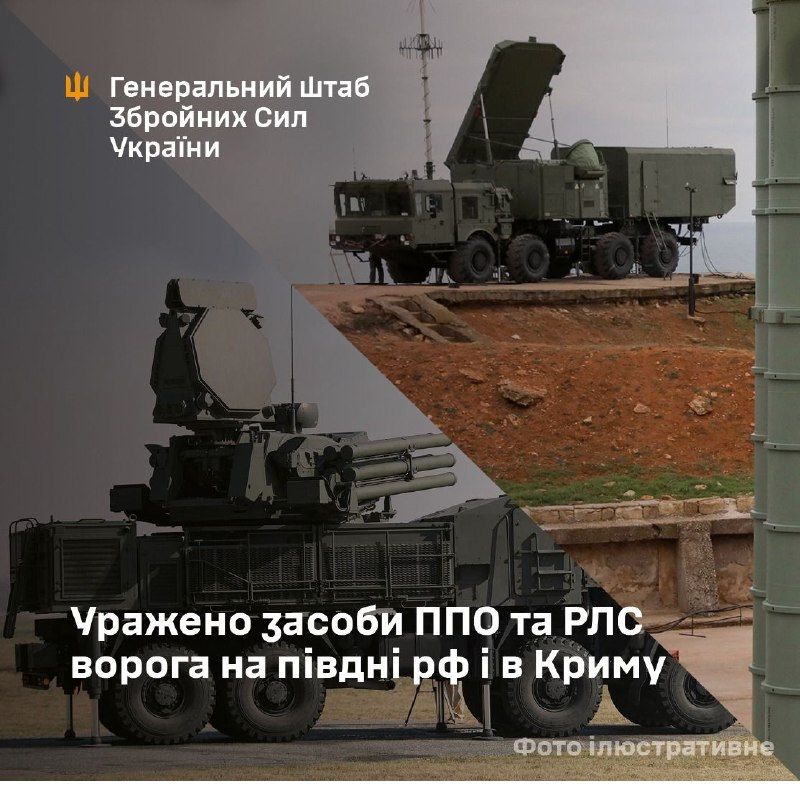 Генеральний штаб
Збройних Сил
України
Уражено засоби ППО та РЛС
ворога на півдні рф і в Криму
Фото ілюстративне